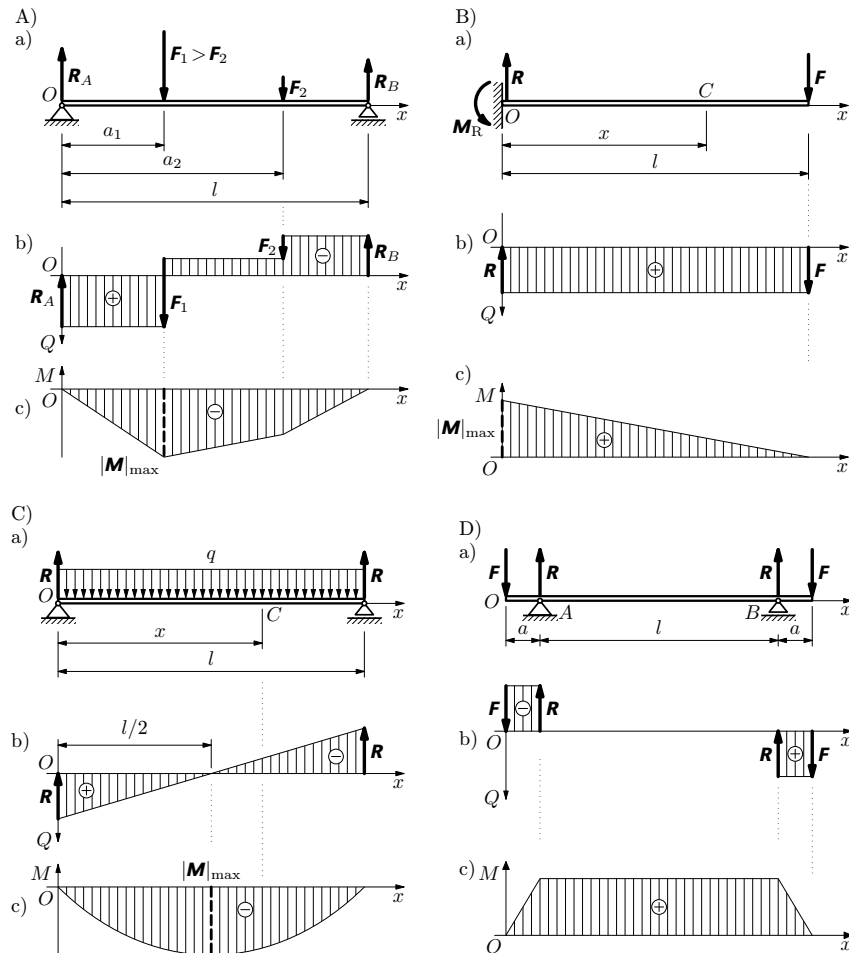 A)
a)
R_A
F_1 > F_2
F_2
R_B
O
x
a_1
a_2
l
b)
F_2
R_B
O
x
R_A
+
F_1
−
Q
M
O
x
c)
−
|M|_max
B)
a)
R
C
F
M_R
O
x
x
l
b)
O
R
+
F
x
Q
c)
M
|M|_max
+
O
x
C)
a)
q
R
R
O
C
x
x
l
l/2
b)
O
R
−
R
+
x
Q
M
|M|_max
O
x
c)
−
D)
a)
F
R
R
F
O
A
B
x
a
l
a
F
−
R
b)
O
x
R
+
F
Q
c)
M
+
O
x